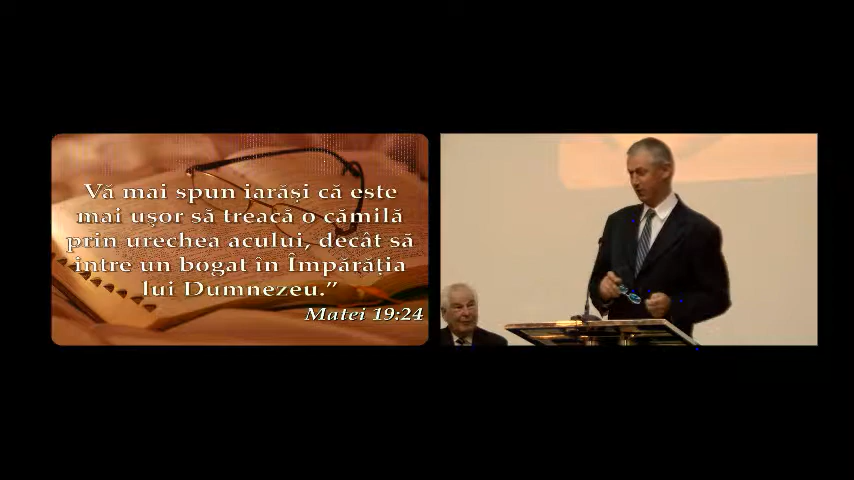 Vă mai spun iarăși că este
mai uşor să treacă o cămilă
prin urechea acului, decât să
intre un bogat în Împărăția
lui Dumnezeu.”
Matei 19:24